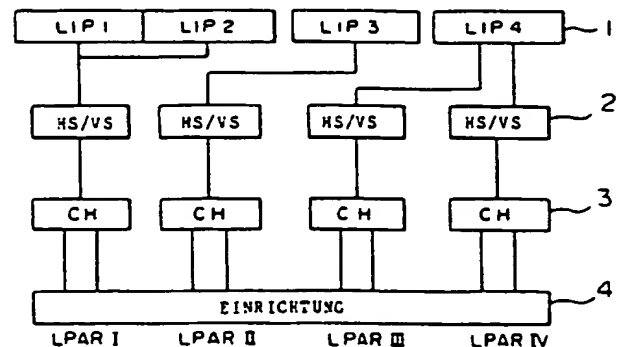 LIP 1 LIP 2 LIP 3 LIP 4 1
HS/VS HS/VS HS/VS HS/VS 2
CH CH CH CH 3
EINRICHTUNG 4
LPAR I LPAR II LPAR III LPAR IV